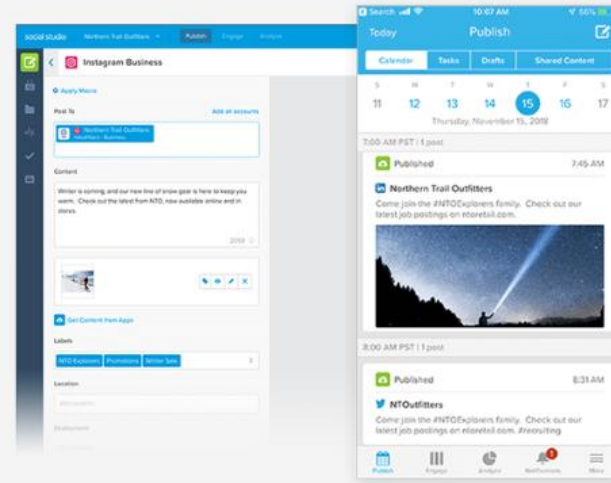 social studio Northern Trail Outfitters Publish Engage Analyze
Instagram Business
Apply Macro
Post To Add all accounts
Northern Trail Outfitters
Content
Winter is coming, and our new line of snow gear is here to keep you
warm. Check out the latest from NTO, now available online and in
stores.
2059
Get Content from Apps
Labels
NTO Explorers Promotions Winter Sale
Location
Search 10:07 AM 56%
Today Publish
Calendar Tasks Drafts Shared Content
S M T W T F S
11 12 13 14 15 16 17
Thursday, November 15, 2018
7:00 AM PST | 1 post
Published 7:45 AM
Northern Trail Outfitters
Come join the #NTOExplorers family. Check out our
latest job postings on ntoretail.com.
8:00 AM PST | 1 post
Published 8:31 AM
NTOutfitters
Come join the #NTOExplorers family. Check out our
latest job postings on ntoretail.com. #recruiting
1
Publish Engage Analyze Notifications More